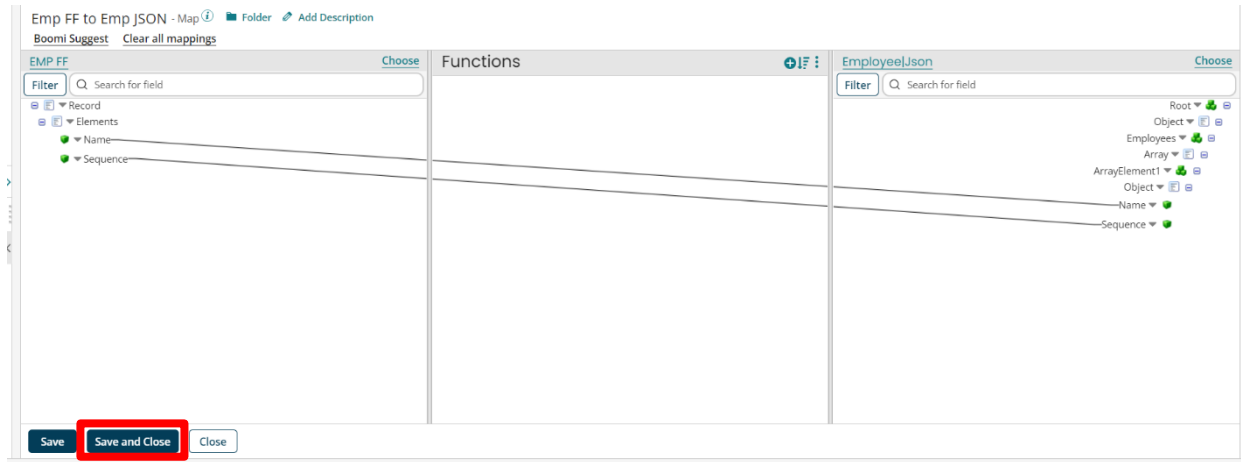 Emp FF to Emp JSON - Map i Folder Add Description
Boomi Suggest Clear all mappings
EMP FF Choose Functions Employee|Json Choose
Filter Search for field Filter Search for field
Record Root
Elements Object
Name Employees
Sequence Array
ArrayElement1
Object
Name
Sequence
Save Save and Close Close